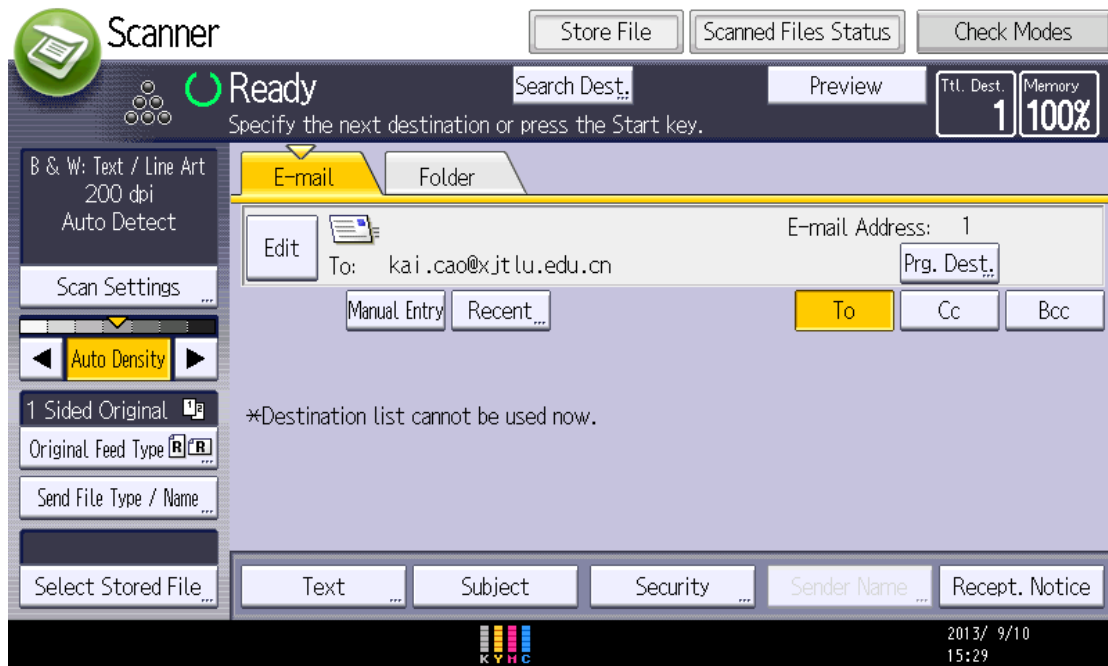 Scanner
Store File
Scanned Files Status
Check Modes
Ready
Search Dest.
Preview
Ttl. Dest.
1
Memory
100%
Specify the next destination or press the Start key.
B & W: Text / Line Art
200 dpi
Auto Detect
Scan Settings
Auto Density
1 Sided Original
Original Feed Type
Send File Type / Name
Select Stored File
E-mail
Folder
Edit
E-mail Address: 1
To: kai.cao@xjtlu.edu.cn
Prg. Dest.
Manual Entry
Recent
To
Cc
Bcc
*Destination list cannot be used now.
Text
Subject
Security
Sender Name
Recept. Notice
K Y M C
2013/ 9/10
15:29